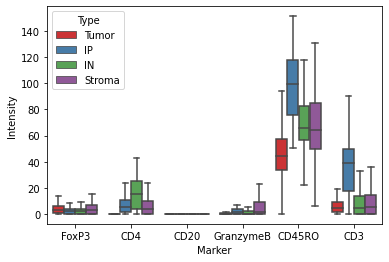 Type
Tumor
IP
IN
Stroma
140
120
100
80
60
40
20
0
Intensity
FoxP3 CD4 CD20 GranzymeB CD45RO CD3
Marker